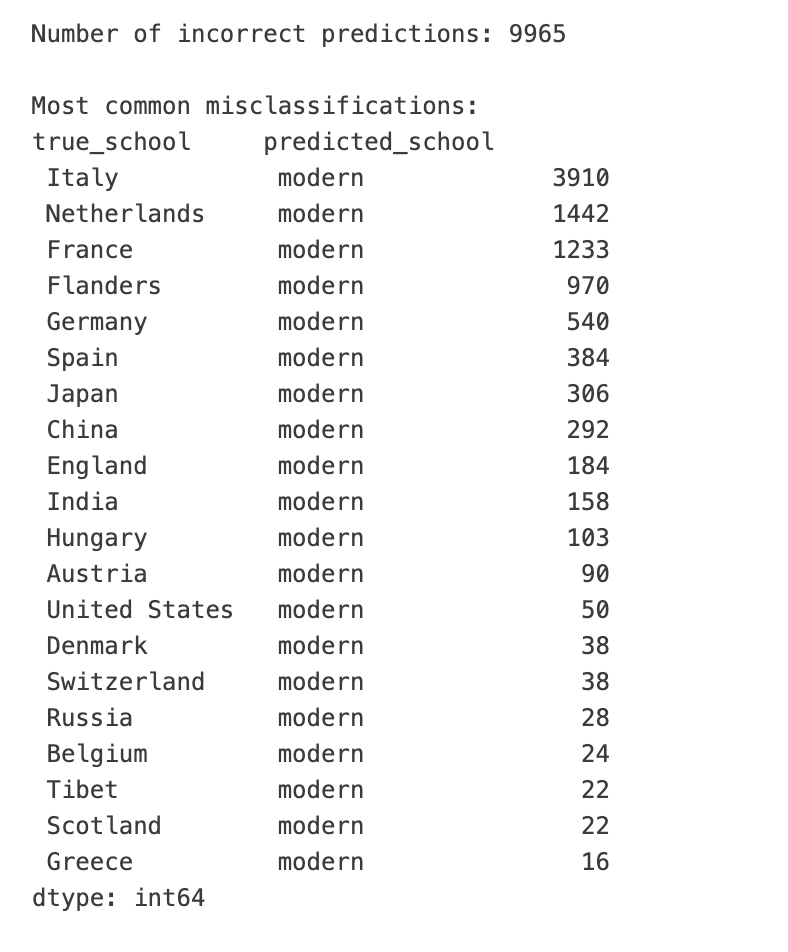 Number of incorrect predictions: 9965
Most common misclassifications:
true_school predicted_school
Italy modern 3910
Netherlands modern 1442
France modern 1233
Flanders modern 970
Germany modern 540
Spain modern 384
Japan modern 306
China modern 292
England modern 184
India modern 158
Hungary modern 103
Austria modern 90
United States modern 50
Denmark modern 38
Switzerland modern 38
Russia modern 28
Belgium modern 24
Tibet modern 22
Scotland modern 22
Greece modern 16
dtype: int64